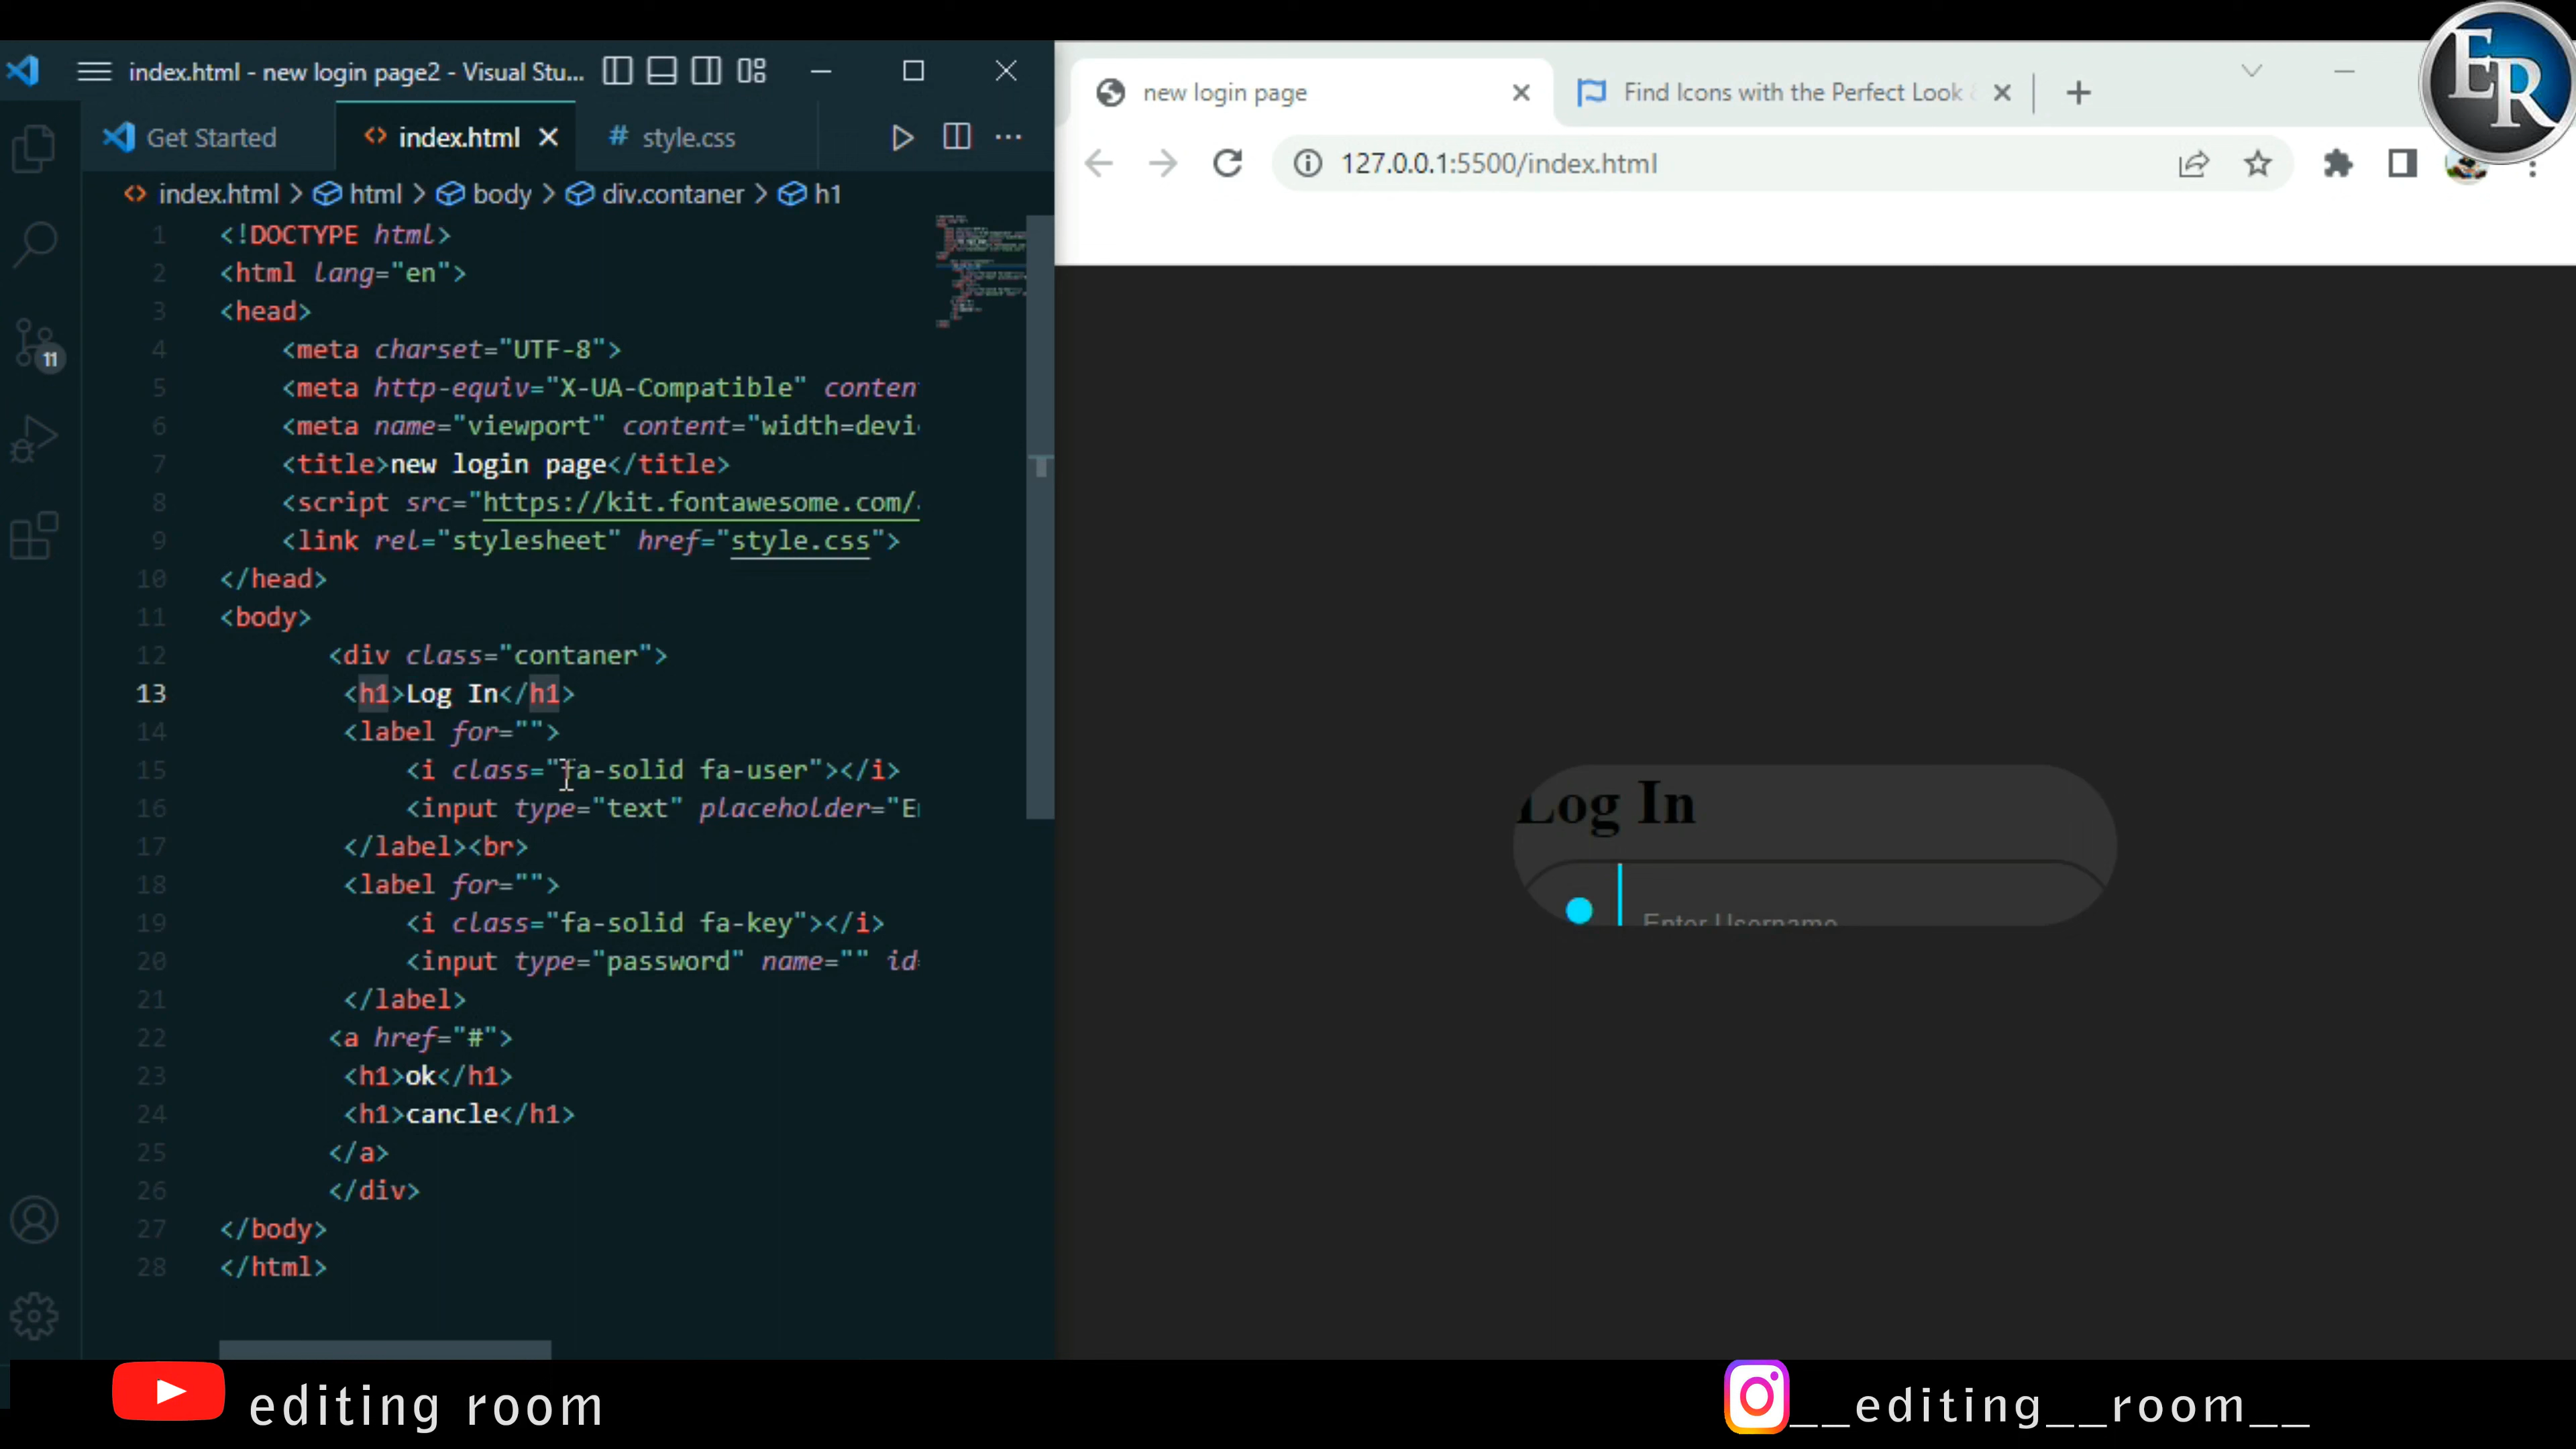 index.html - new login page2 - Visual Stu...
Get Started
index.html
# style.css
index.html > html > body > div.contaner > h1
11
1 <!DOCTYPE html>
2 <html lang="en">
3 <head>
4 <meta charset="UTF-8">
5 <meta http-equiv="X-UA-Compatible" conten
6 <meta name="viewport" content="width=devi
7 <title>new login page</title>
8 <script src="https://kit.fontawesome.com/
9 <link rel="stylesheet" href="style.css">
10 </head>
11 <body>
12 <div class="contaner">
13 <h1>Log In</h1>
14 <label for="">
15 <i class="fa-solid fa-user"></i>
16 <input type="text" placeholder="E
17 </label><br>
18 <label for="">
19 <i class="fa-solid fa-key"></i>
20 <input type="password" name="" id
21 </label>
22 <a href="#">
23 <h1>ok</h1>
24 <h1>cancle</h1>
25 </a>
26 </div>
27 </body>
28 </html>
new login page
Find Icons with the Perfect Look
ER
127.0.0.1:5500/index.html
Log In
Enter Username
editing room
__editing__room__